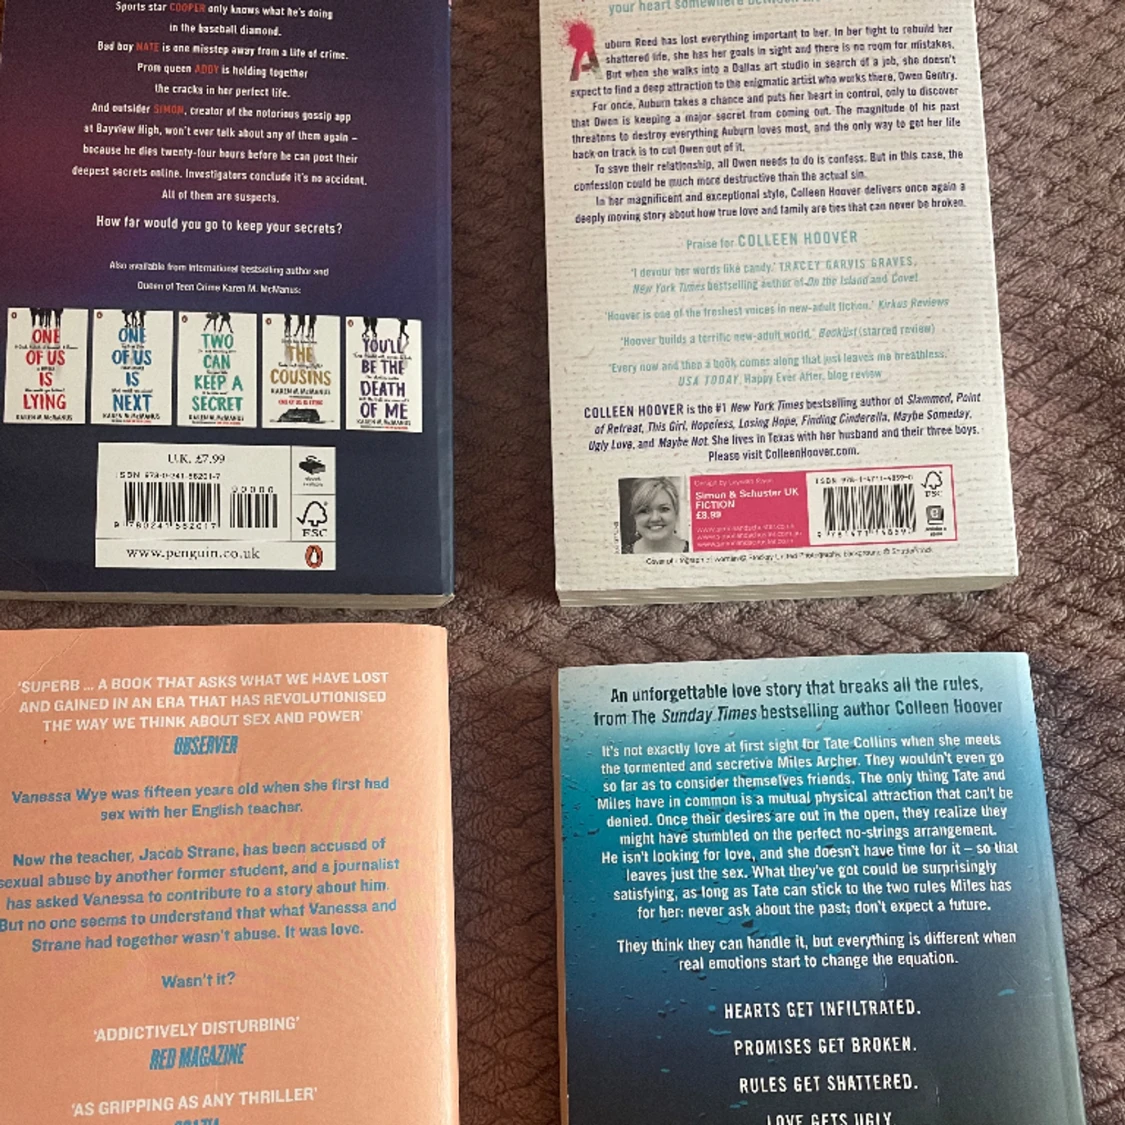 Sports star COOPER only knows what he's doing
in the baseball diamond.
Bad boy NATE is one misstep away from a life of crime.
Prom queen ADDY is holding together
the cracks in her perfect life.
And outsider SIMON, creator of the notorious gossip app
at Bayview High, won't ever talk about any of them again –
because he dies twenty-four hours before he can post their
deepest secrets online. Investigators conclude it's no accident.
All of them are suspects.
How far would you go to keep your secrets?
Also available from international bestselling author and
Queen of Teen Crime Karen M. McManus:
ONE
OF US
IS
LYING
KAREN M. McMANUS
ONE
OF US
IS
NEXT
KAREN M. McMANUS
TWO
CAN
KEEP A
SECRET
KAREN M. McMANUS
THE
COUSINS
KAREN M. McMANUS
YOU'LL
BE THE
DEATH
OF ME
KAREN M. McMANUS
U.K. £7.99
ISBN 978-0-241-56201-7
90000
9 780241 562017
FSC
www.penguin.co.uk
your heart somewhere between
Auburn Reed has lost everything important to her. In her fight to rebuild her
shattered life, she has her goals in sight and there is no room for mistakes.
But when she walks into a Dallas art studio in search of a job, she doesn't
expect to find a deep attraction to the enigmatic artist who works there, Owen Gentry.
For once, Auburn takes a chance and puts her heart in control, only to discover
that Owen is keeping a major secret from coming out. The magnitude of his past
threatens to destroy everything Auburn loves most, and the only way to get her life
back on track is to cut Owen out of it.
To save their relationship, all Owen needs to do is confess. But in this case, the
confession could be much more destructive than the actual sin.
In her magnificent and exceptional style, Colleen Hoover delivers once again a
deeply moving story about how true love and family are ties that can never be broken.
Praise for COLLEEN HOOVER
'I devour her words like candy.' TRACEY GARVIS GRAVES,
New York Times bestselling author of On the Island and Covet
'Hoover is one of the freshest voices in new-adult fiction.' Kirkus Reviews
'Hoover builds a terrific new-adult world.' Booklist (starred review)
'Every now and then a book comes along that just leaves me breathless.'
USA TODAY, Happy Ever After, blog review
COLLEEN HOOVER is the #1 New York Times bestselling author of Slammed, Point
of Retreat, This Girl, Hopeless, Losing Hope, Finding Cinderella, Maybe Someday,
Ugly Love, and Maybe Not. She lives in Texas with her husband and their three boys.
Please visit ColleenHoover.com.
Simon & Schuster UK
FICTION
£8.99
FSC
'SUPERB ... A BOOK THAT ASKS WHAT WE HAVE LOST
AND GAINED IN AN ERA THAT HAS REVOLUTIONISED
THE WAY WE THINK ABOUT SEX AND POWER'
OBSERVER
Vanessa Wye was fifteen years old when she first had
sex with her English teacher.
Now the teacher, Jacob Strane, has been accused of
sexual abuse by another former student, and a journalist
has asked Vanessa to contribute to a story about him.
But no one seems to understand that what Vanessa and
Strane had together wasn't abuse. It was love.
Wasn't it?
'ADDICTIVELY DISTURBING'
RED MAGAZINE
'AS GRIPPING AS ANY THRILLER'
GRAZIA
An unforgettable love story that breaks all the rules,
from The Sunday Times bestselling author Colleen Hoover
It's not exactly love at first sight for Tate Collins when she meets
the tormented and secretive Miles Archer. They wouldn't even go
so far as to consider themselves friends. The only thing Tate and
Miles have in common is a mutual physical attraction that can't be
denied. Once their desires are out in the open, they realize they
might have stumbled on the perfect no-strings arrangement.
He isn't looking for love, and she doesn't have time for it – so that
leaves just the sex. What they've got could be surprisingly
satisfying, as long as Tate can stick to the two rules Miles has
for her: never ask about the past; don't expect a future.
They think they can handle it, but everything is different when
real emotions start to change the equation.
HEARTS GET INFILTRATED.
PROMISES GET BROKEN.
RULES GET SHATTERED.
LOVE GETS UGLY.